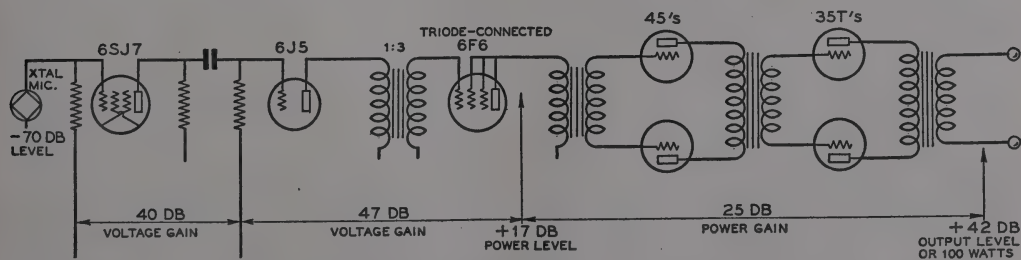 XTAL
MIC.
-70 DB
LEVEL
6SJ7
6J5
1:3
TRIODE-CONNECTED
6F6
45's
35T's
40 DB
VOLTAGE GAIN
47 DB
VOLTAGE GAIN
+17 DB
POWER LEVEL
25 DB
POWER GAIN
+42 DB
OUTPUT LEVEL
OR 100 WATTS